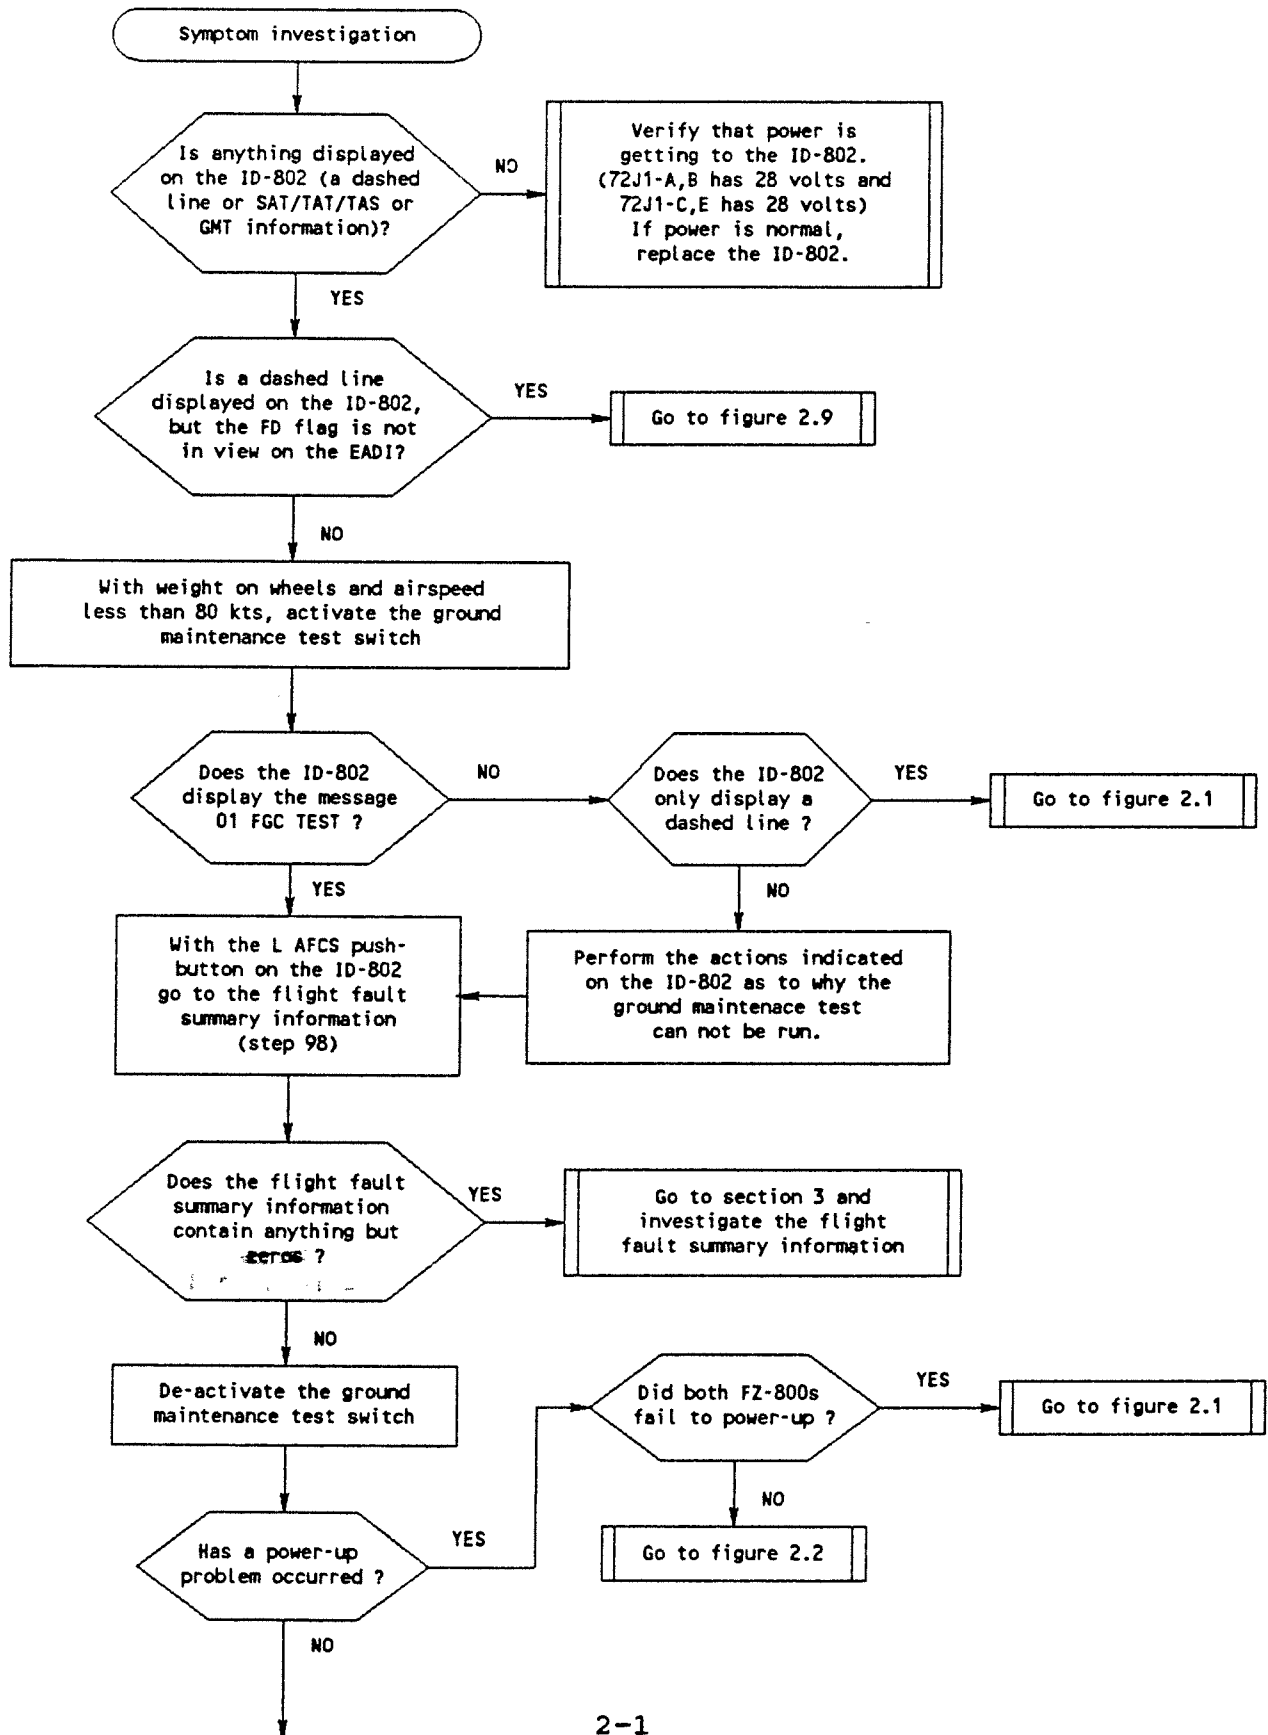 Symptom investigation
Is anything displayed
on the ID-802 (a dashed
line or SAT/TAT/TAS or
GMT information)?
NO
Verify that power is
getting to the ID-802.
(72J1-A,B has 28 volts and
72J1-C,E has 28 volts)
If power is normal,
replace the ID-802.
YES
Is a dashed line
displayed on the ID-802,
but the FD flag is not
in view on the EADI?
YES
Go to figure 2.9
NO
With weight on wheels and airspeed
less than 80 kts, activate the ground
maintenance test switch
Does the ID-802
display the message
01 FGC TEST ?
NO
Does the ID-802
only display a
dashed line ?
YES
Go to figure 2.1
YES
NO
With the L AFCS push-
button on the ID-802
go to the flight fault
summary information
(step 98)
Perform the actions indicated
on the ID-802 as to why the
ground maintenace test
can not be run.
Does the flight fault
summary information
contain anything but
zeros ?
YES
Go to section 3 and
investigate the flight
fault summary information
NO
De-activate the ground
maintenance test switch
Did both FZ-800s
fail to power-up ?
YES
Go to figure 2.1
NO
Go to figure 2.2
Has a power-up
problem occurred ?
YES
NO
2-1